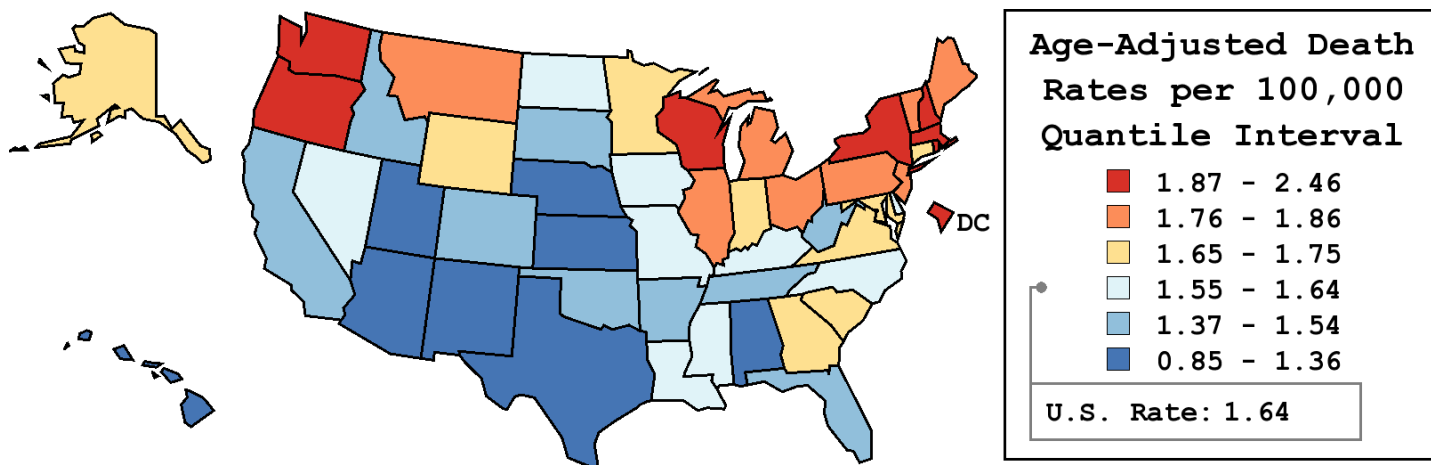 DC
Age-Adjusted Death
Rates per 100,000
Quantile Interval
1.87 - 2.46
1.76 - 1.86
1.65 - 1.75
1.55 - 1.64
1.37 - 1.54
0.85 - 1.36
U.S. Rate: 1.64